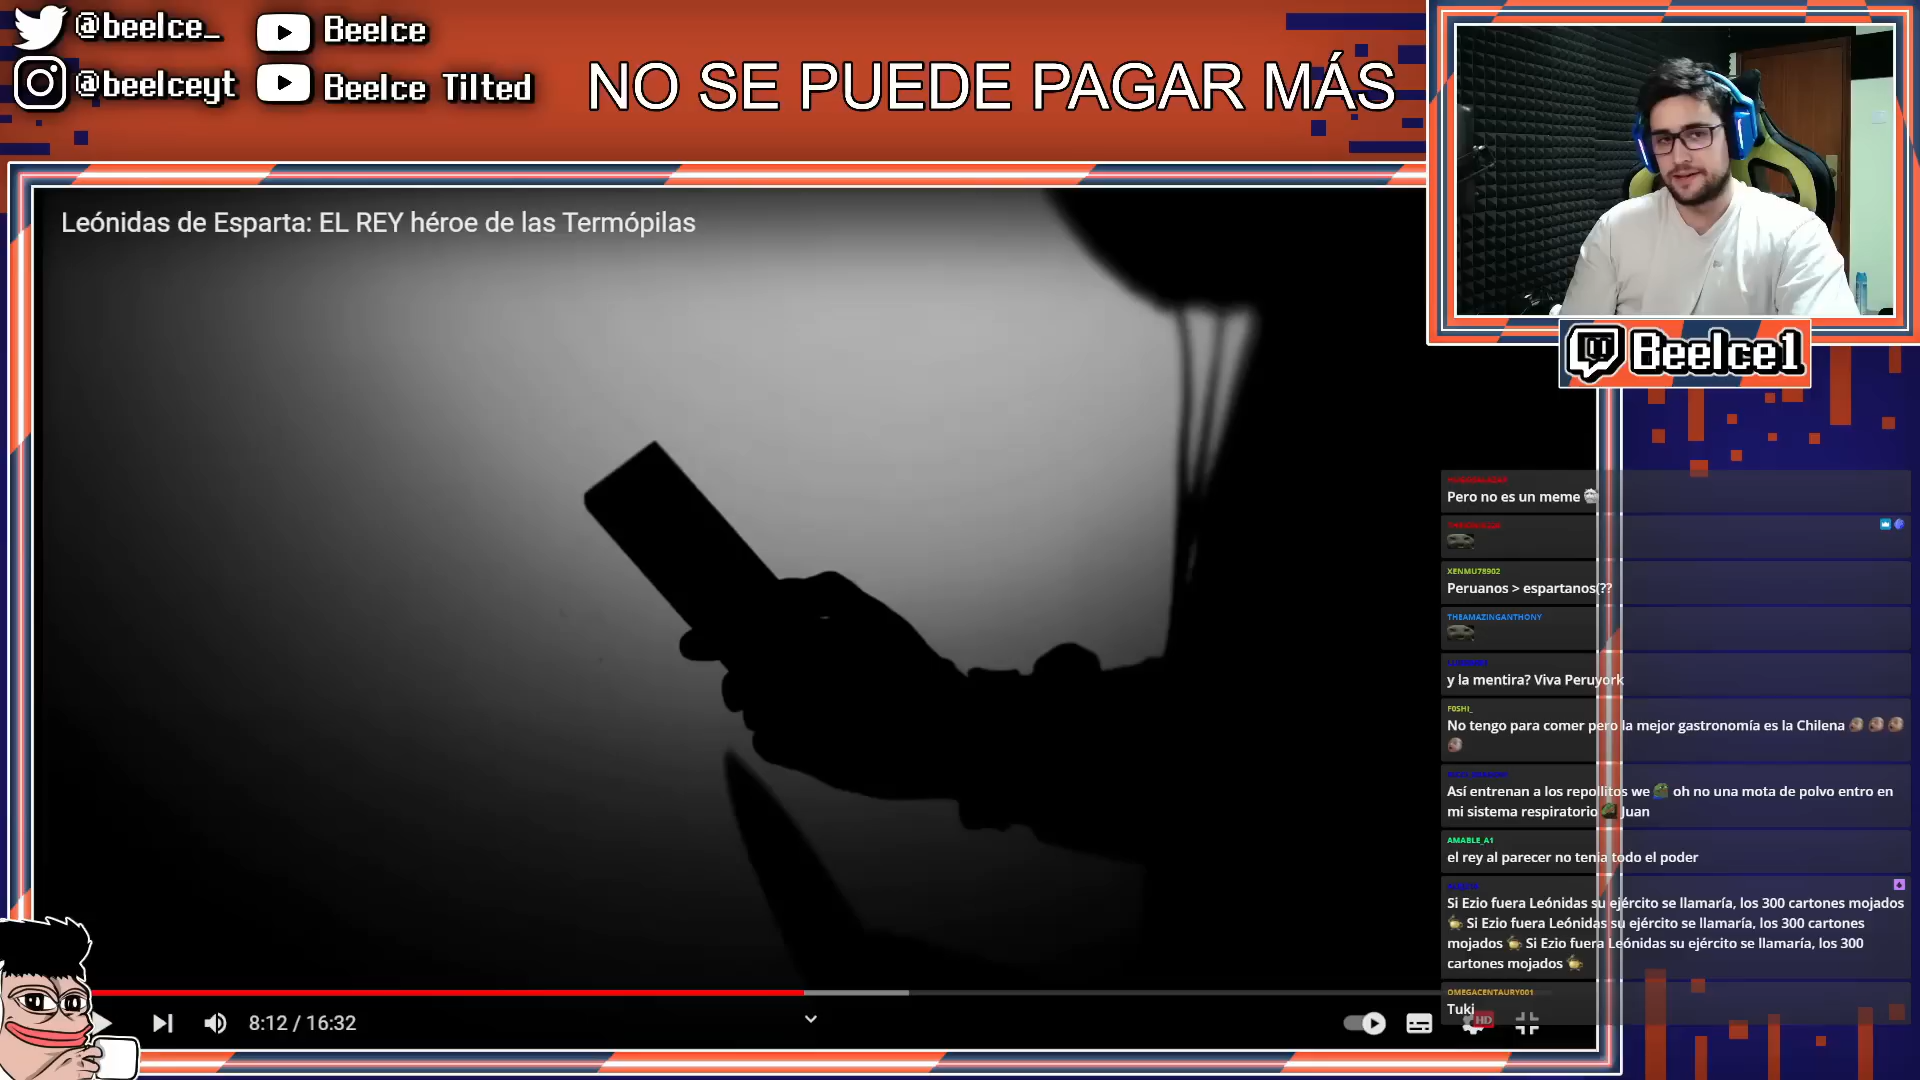 @beelce_
Beelce
@beelceyt
Beelce Tilted
NO SE PUEDE PAGAR MÁS
Leónidas de Esparta: EL REY héroe de las Termópilas
Beelce1
Pero no es un meme
XENMU78902
Peruanos > espartanos(??
THEAMAZINGANTHONY
y la mentira? Viva Peruyork
F0SHI_
No tengo para comer pero la mejor gastronomía es la Chilena
Así entrenan a los repollitos we oh no una mota de polvo entro en
mi sistema respiratorio Juan
AMABLE_A1
el rey al parecer no tenia todo el poder
Si Ezio fuera Leónidas su ejército se llamaría, los 300 cartones mojados
Si Ezio fuera Leónidas su ejército se llamaría, los 300 cartones
mojados Si Ezio fuera Leónidas su ejército se llamaría, los 300
cartones mojados
OMEGACENTAURY001
Tuki
8:12 / 16:32
HD